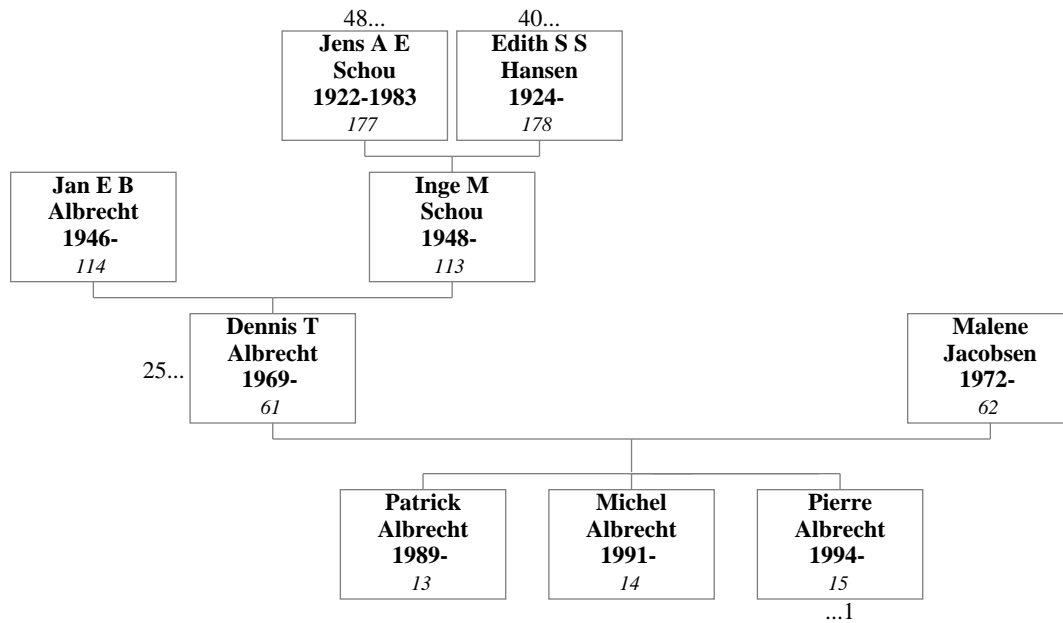 48...
40...
Jens A E
Schou
1922-1983
177
Edith S S
Hansen
1924-
178
Jan E B
Albrecht
1946-
114
Inge M
Schou
1948-
113
25...
Dennis T
Albrecht
1969-
61
Malene
Jacobsen
1972-
62
Patrick
Albrecht
1989-
13
Michel
Albrecht
1991-
14
Pierre
Albrecht
1994-
15
...1